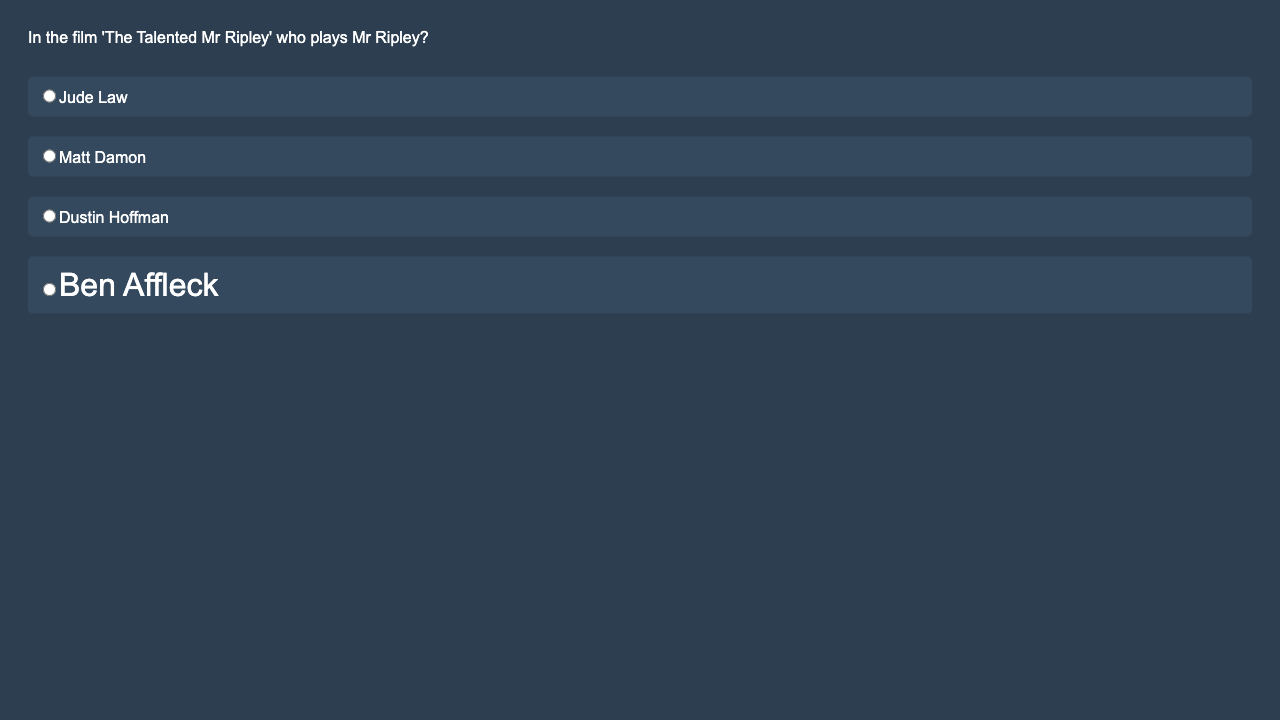 In the film 'The Talented Mr Ripley' who plays Mr Ripley?
Jude Law
Matt Damon
Dustin Hoffman
Ben Affleck